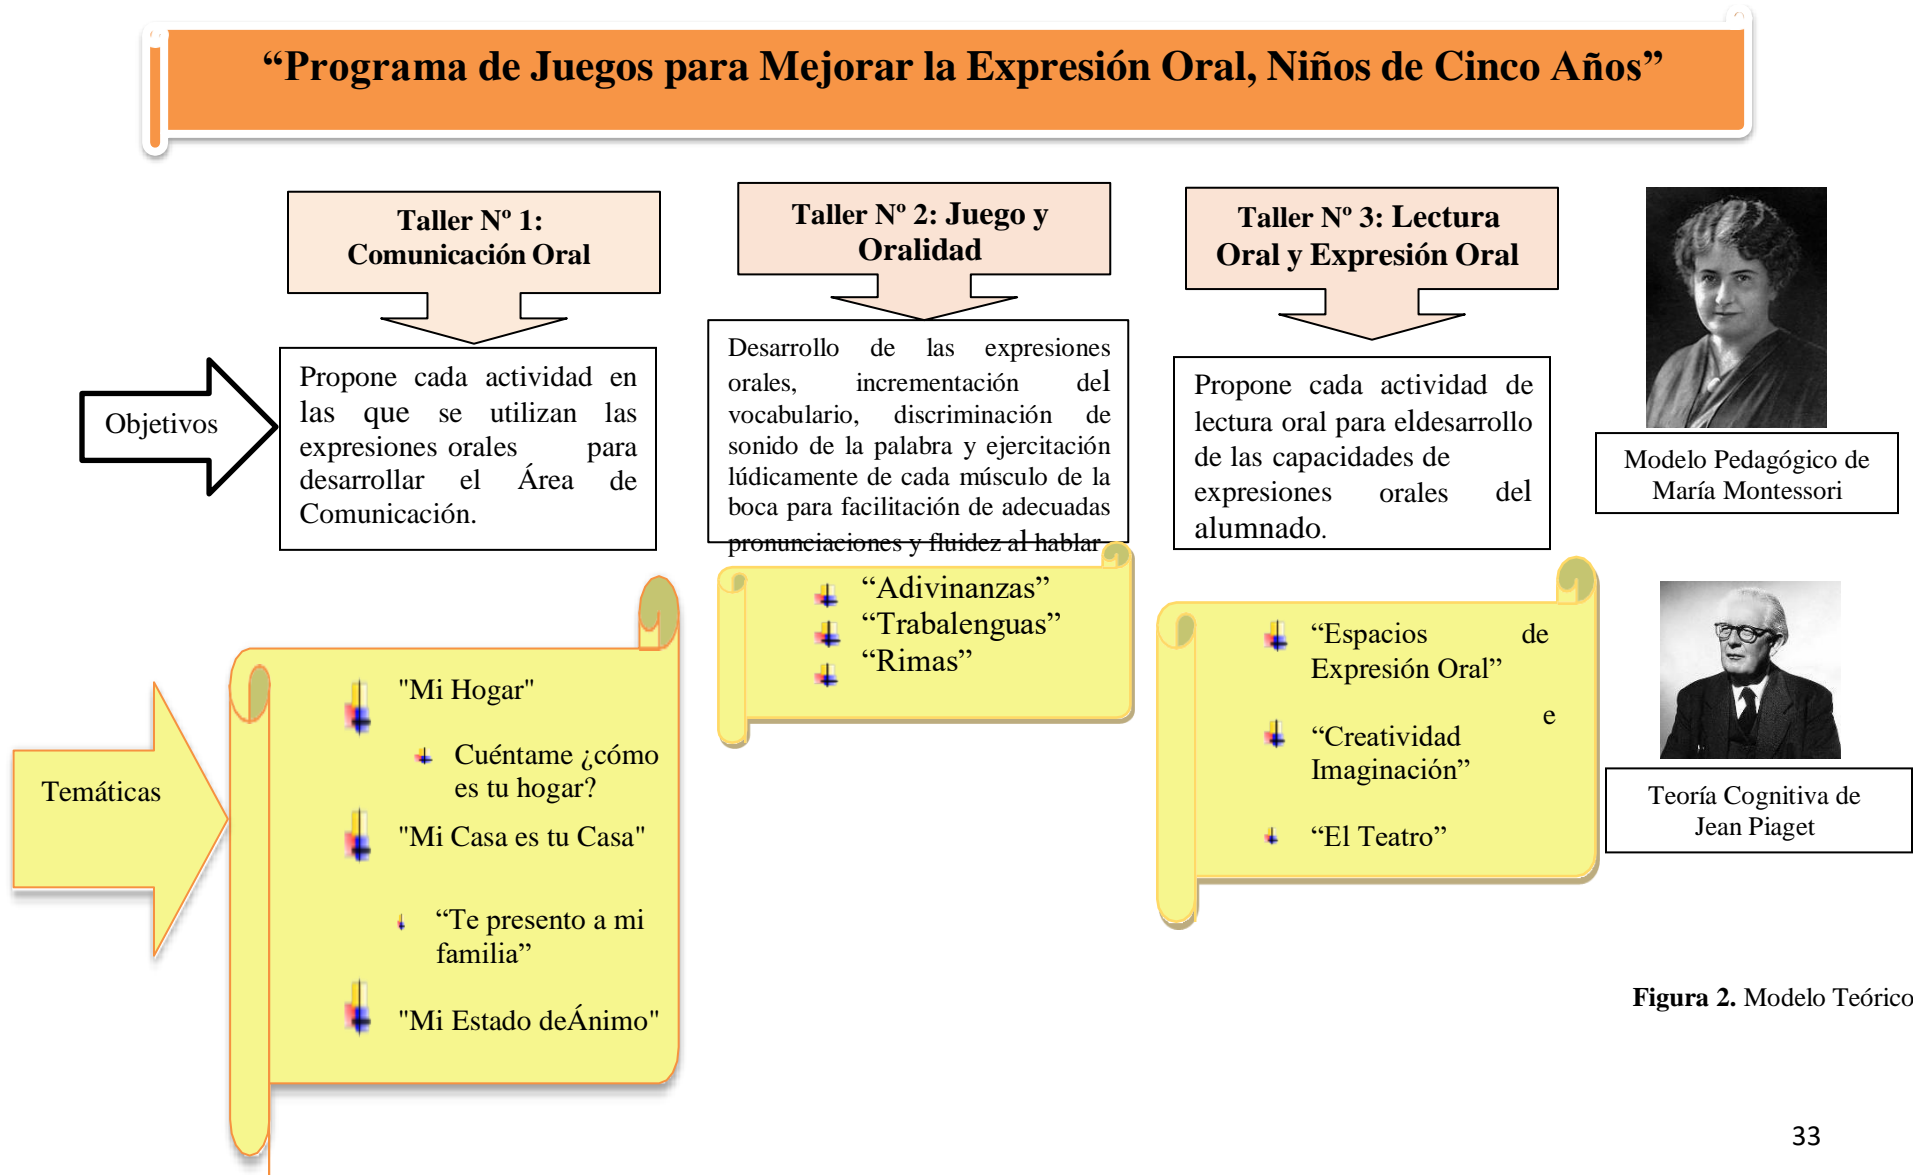 “Programa de Juegos para Mejorar la Expresión Oral, Niños de Cinco Años”
Taller Nº 1:
Comunicación Oral
Taller Nº 2: Juego y
Oralidad
Taller Nº 3: Lectura
Oral y Expresión Oral
Objetivos
Propone cada actividad en
las que se utilizan las
expresiones orales para
desarrollar el Área de
Comunicación.
Desarrollo de las expresiones
orales, incrementación del
vocabulario, discriminación de
sonido de la palabra y ejercitación
lúdicamente de cada músculo de la
boca para facilitación de adecuadas
pronunciaciones y fluidez al hablar
Propone cada actividad de
lectura oral para eldesarrollo
de las capacidades de
expresiones orales del
alumnado.
Modelo Pedagógico de
María Montessori
Temáticas
"Mi Hogar"
Cuéntame ¿cómo
es tu hogar?
"Mi Casa es tu Casa"
“Te presento a mi
familia”
"Mi Estado deÁnimo"
“Adivinanzas”
“Trabalenguas”
“Rimas”
“Espacios de
Expresión Oral”
“Creatividad e
Imaginación”
“El Teatro”
Teoría Cognitiva de
Jean Piaget
Figura 2. Modelo Teórico
33